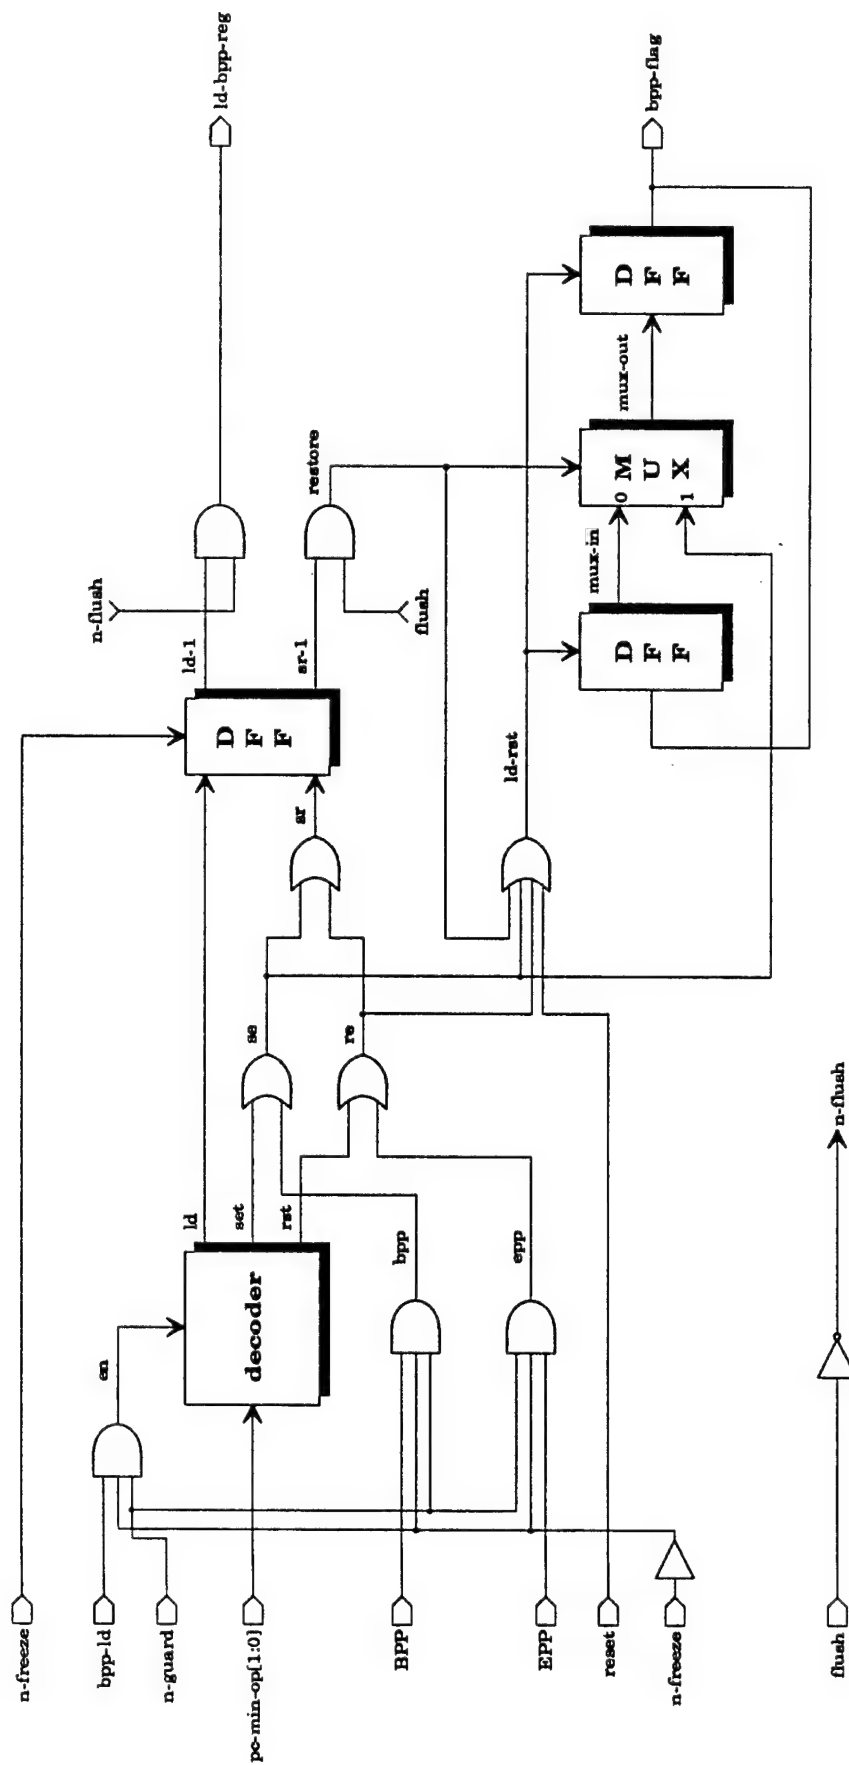 n-freeze
bpp-ld
n-guard
pc-min-op[1:0]
BPP
EPP
reset
n-freeze
flush
en
decoder
ld
set
rst
bpp
epp
n-flush
se
re
sr
ld-rst
D
F
F
ld-1
sr-1
n-flush
flush
restore
ld-bpp-reg
D
F
F
mux-in
0
1
M
U
X
mux-out
D
F
F
bpp-flag